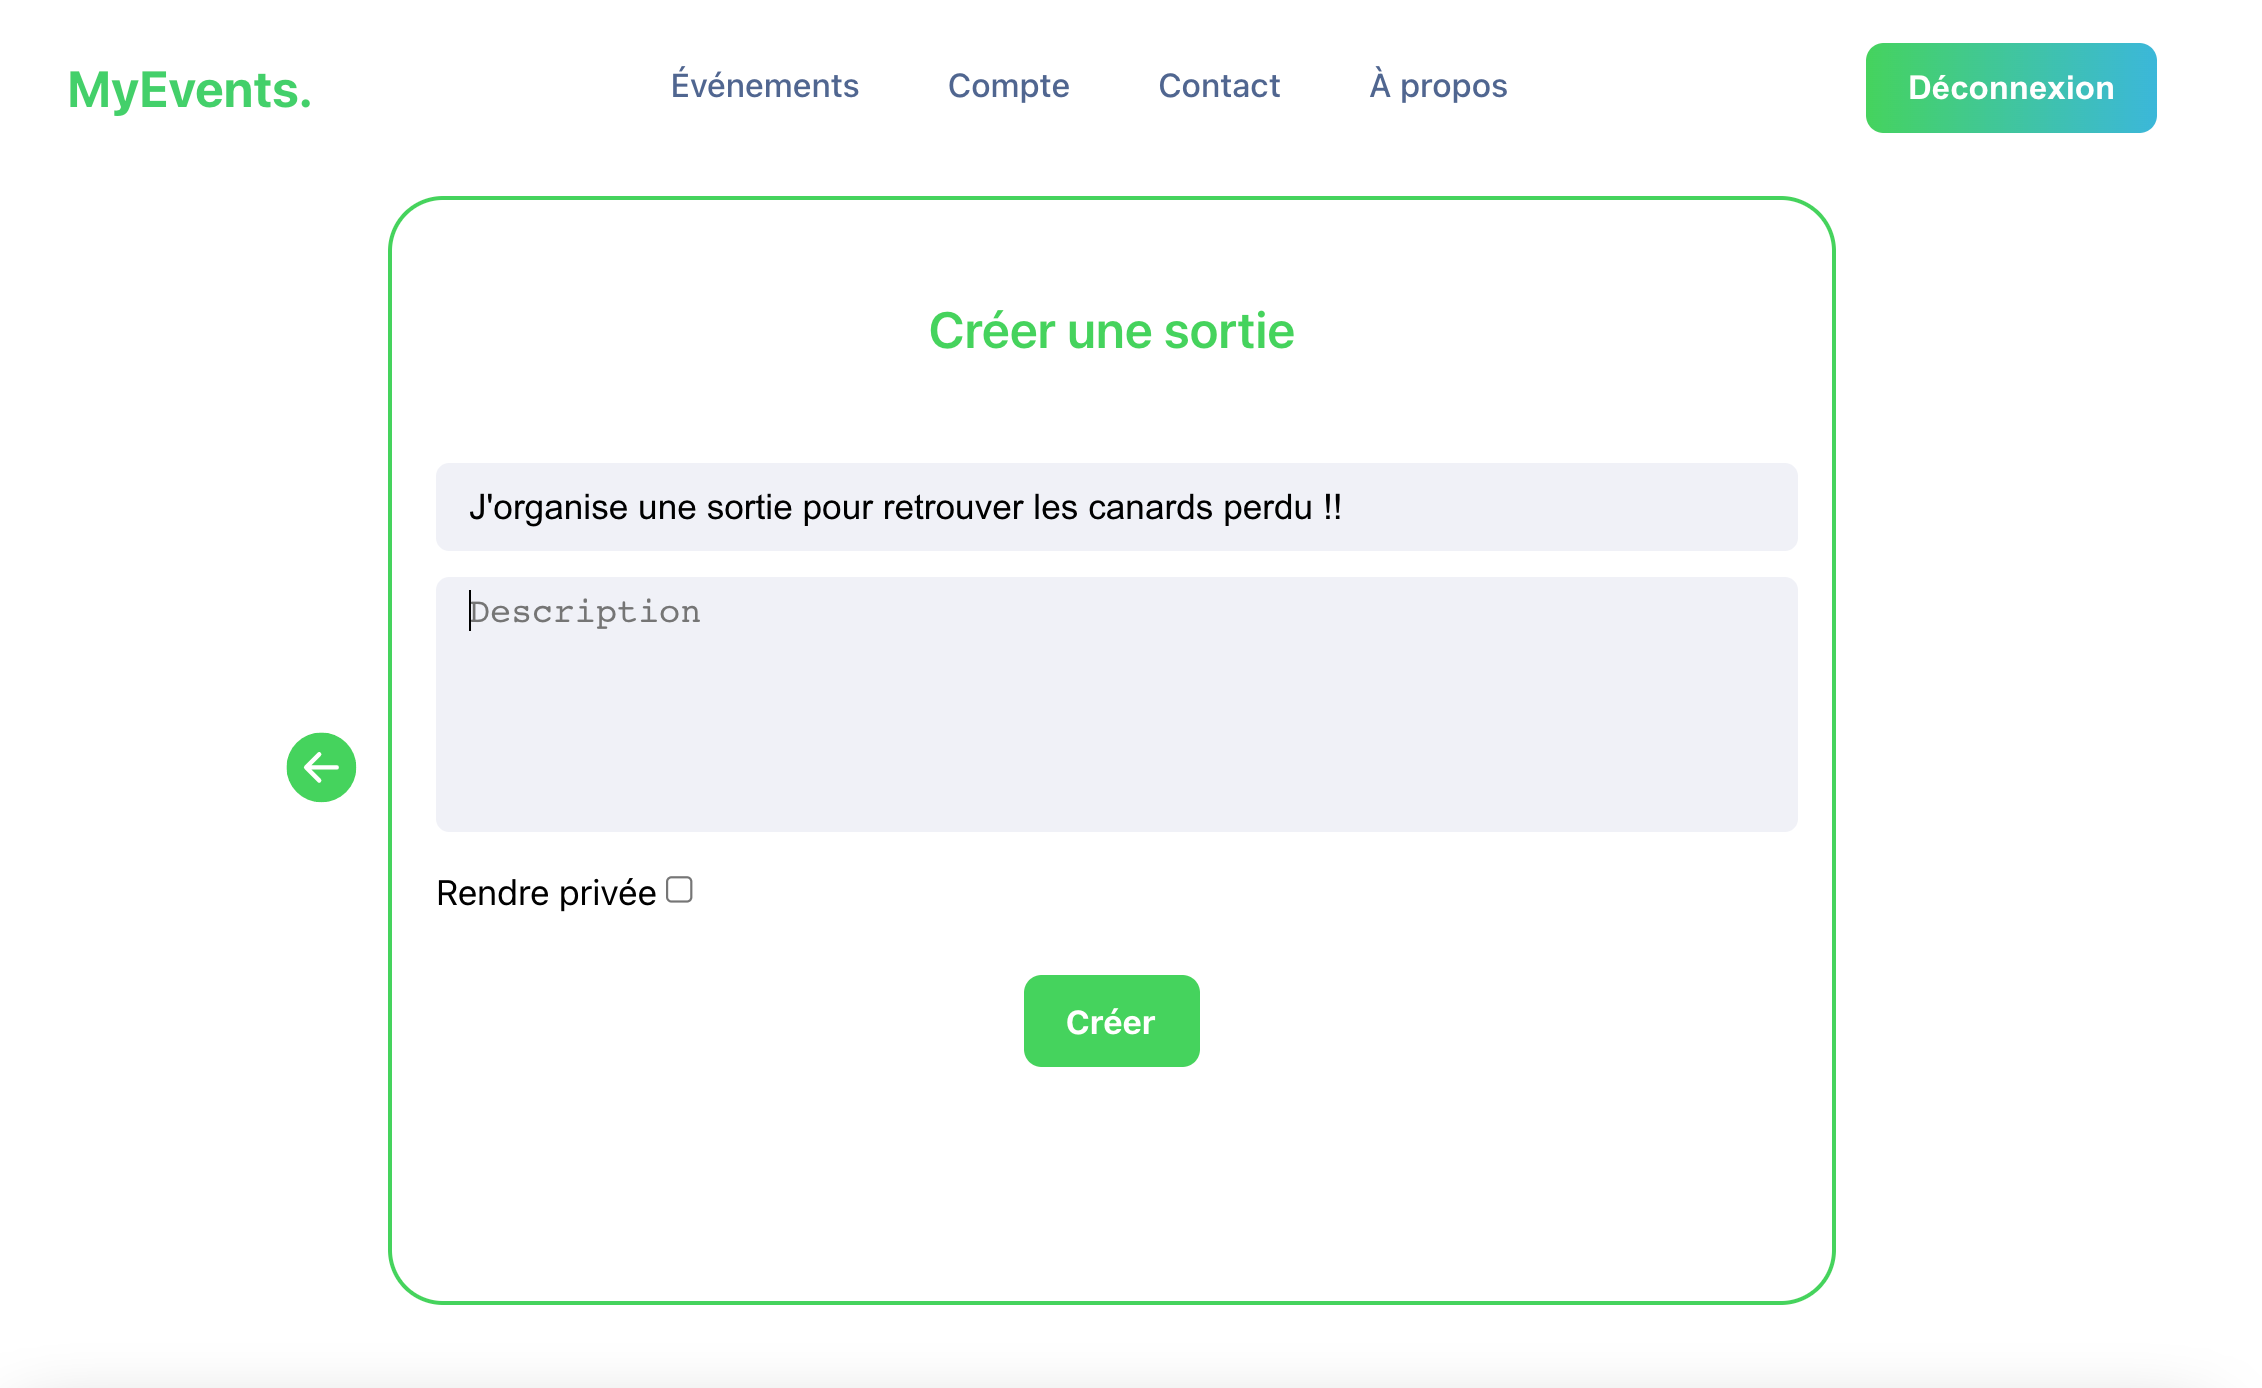 MyEvents.
Événements Compte Contact À propos
Déconnexion
Créer une sortie
J'organise une sortie pour retrouver les canards perdu !!
Description
Rendre privée
Créer